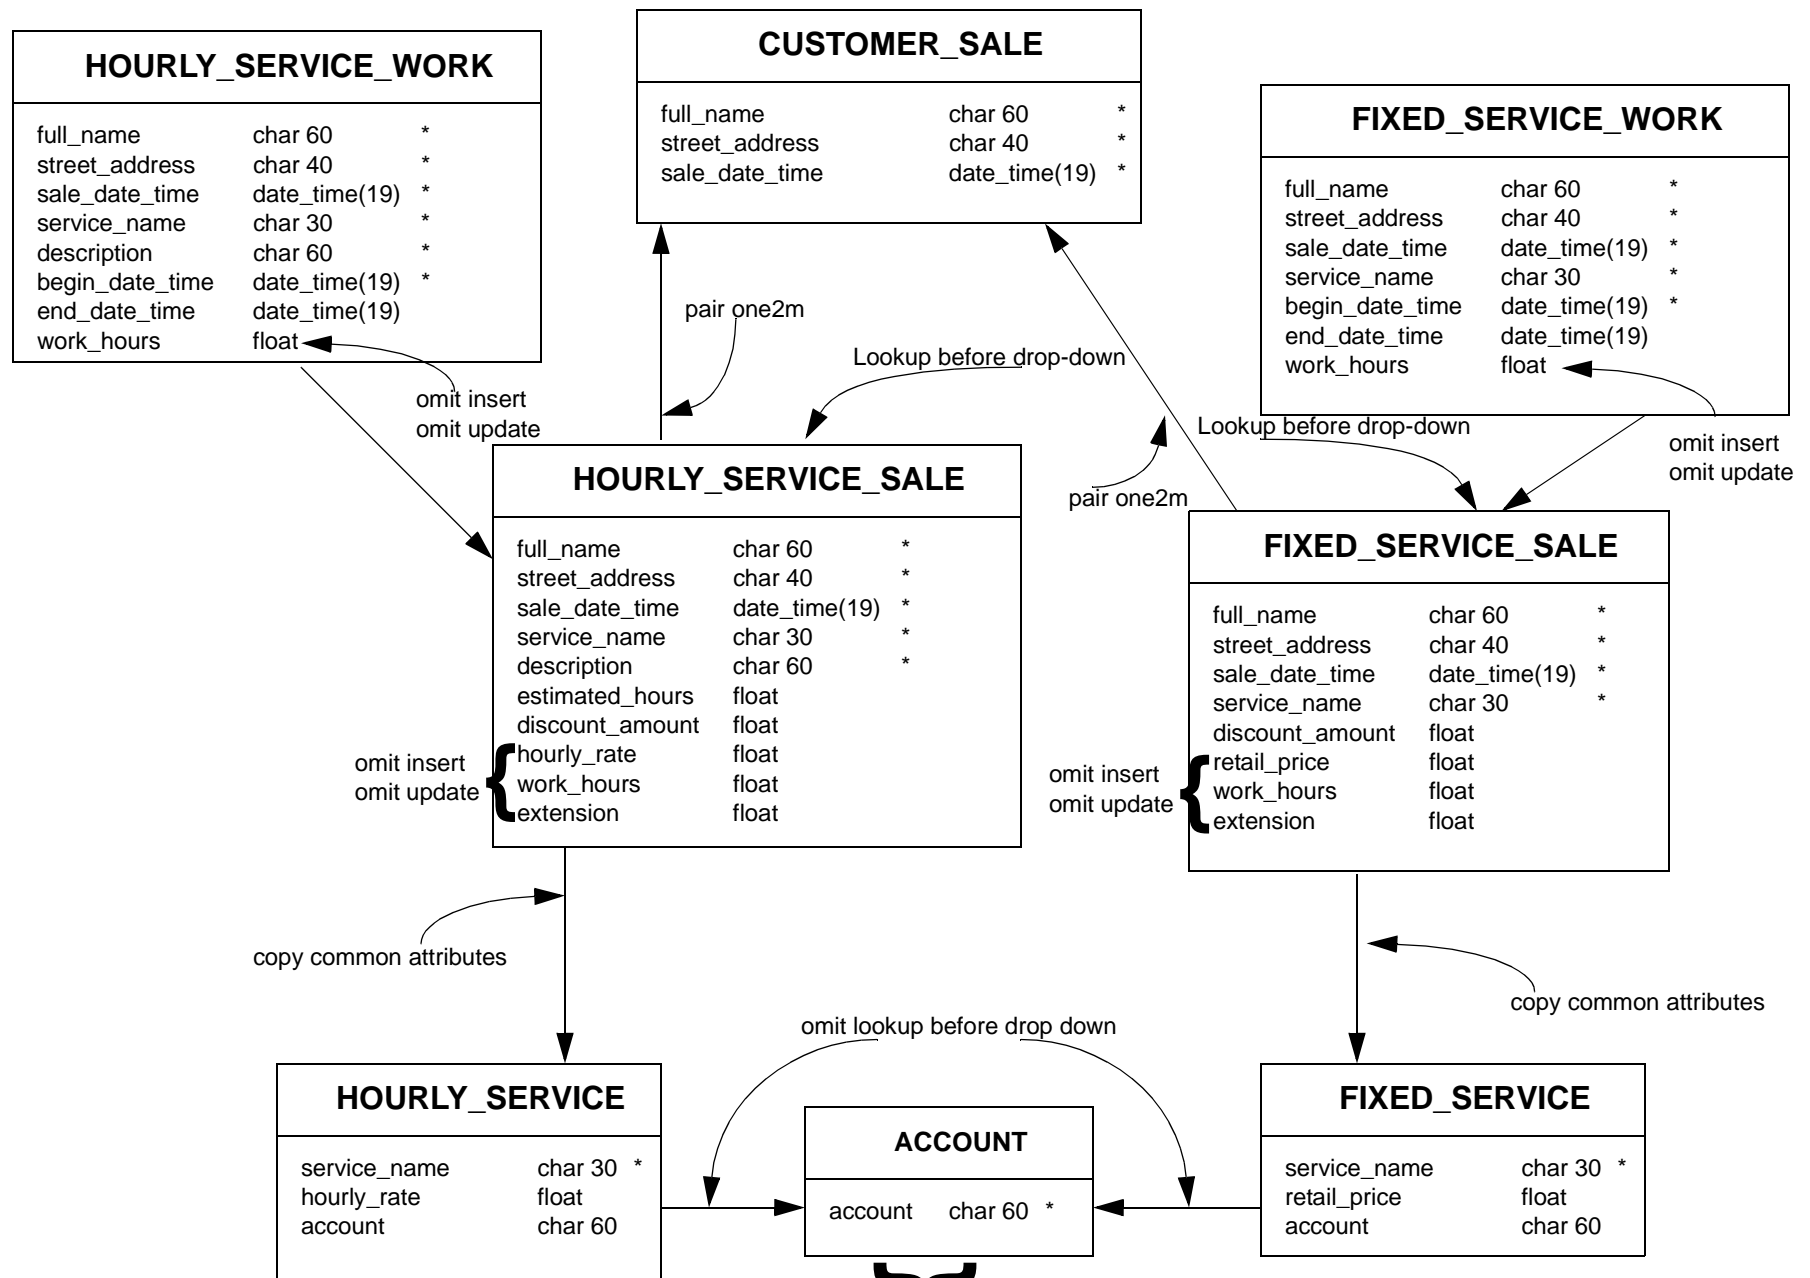 HOURLY_SERVICE_WORK
full_name char 60 *
street_address char 40 *
sale_date_time date_time(19) *
service_name char 30 *
description char 60 *
begin_date_time date_time(19) *
end_date_time date_time(19)
work_hours float
omit insert
omit update
CUSTOMER_SALE
full_name char 60 *
street_address char 40 *
sale_date_time date_time(19) *
FIXED_SERVICE_WORK
full_name char 60 *
street_address char 40 *
sale_date_time date_time(19) *
service_name char 30 *
begin_date_time date_time(19) *
end_date_time date_time(19)
work_hours float
omit insert
omit update
pair one2m
Lookup before drop-down
Lookup before drop-down
pair one2m
HOURLY_SERVICE_SALE
full_name char 60 *
street_address char 40 *
sale_date_time date_time(19) *
service_name char 30 *
description char 60 *
estimated_hours float
discount_amount float
hourly_rate float
work_hours float
extension float
omit insert
omit update
{
FIXED_SERVICE_SALE
full_name char 60 *
street_address char 40 *
sale_date_time date_time(19) *
service_name char 30 *
discount_amount float
retail_price float
work_hours float
extension float
omit insert
omit update
{
copy common attributes
copy common attributes
omit lookup before drop down
HOURLY_SERVICE
service_name char 30 *
hourly_rate float
account char 60
ACCOUNT
account char 60 *
FIXED_SERVICE
service_name char 30 *
retail_price float
account char 60